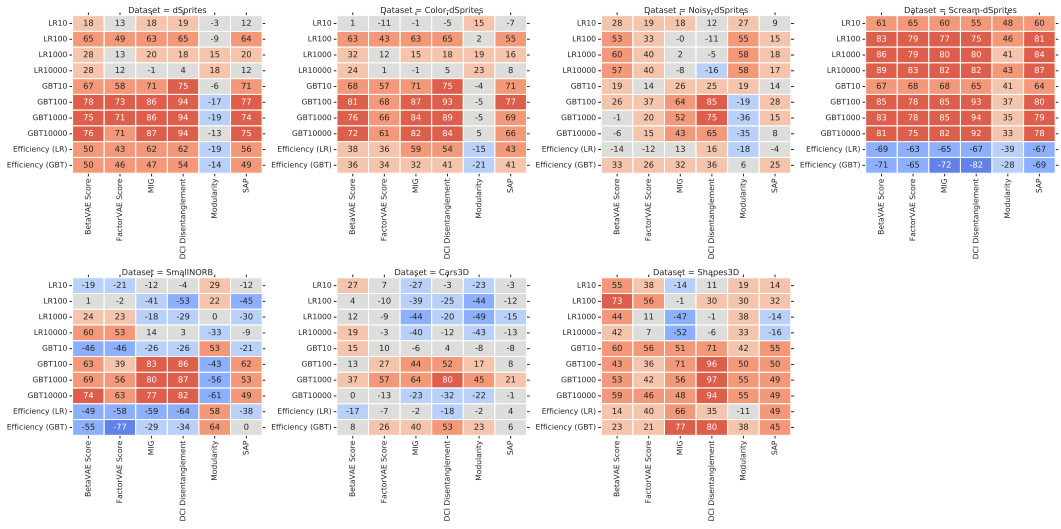 Dataset = dSprites
LR10 18 13 18 19 -3 12
LR100 65 49 63 65 -9 64
LR1000 28 13 20 18 15 20
LR10000 28 12 -1 4 18 12
GBT10 67 58 71 75 -6 71
GBT100 78 73 86 94 -17 77
GBT1000 75 71 86 94 -19 74
GBT10000 76 71 87 94 -13 75
Efficiency (LR) 50 43 62 62 -19 56
Efficiency (GBT) 50 46 47 54 -14 49
BetaVAE Score
FactorVAE Score
MIG
DCI Disentanglement
Modularity
SAP
Dataset = Color-dSprites
LR10 1 -11 -1 -5 15 -7
LR100 63 43 63 65 2 55
LR1000 32 12 15 18 19 16
LR10000 24 1 -1 5 23 8
GBT10 68 57 71 75 -4 71
GBT100 81 68 87 93 -5 77
GBT1000 76 66 84 89 -5 69
GBT10000 72 61 82 84 5 66
Efficiency (LR) 38 36 59 54 -15 43
Efficiency (GBT) 36 34 32 41 -21 41
BetaVAE Score
FactorVAE Score
MIG
DCI Disentanglement
Modularity
SAP
Dataset = Noisy-dSprites
LR10 28 19 18 12 27 9
LR100 53 33 -0 -11 55 15
LR1000 60 40 2 -5 58 18
LR10000 57 40 -8 -16 58 17
GBT10 19 14 26 25 19 14
GBT100 26 37 64 85 -19 28
GBT1000 -1 20 52 75 -36 15
GBT10000 -6 15 43 65 -35 8
Efficiency (LR) -14 -12 13 16 -18 -4
Efficiency (GBT) 33 26 32 36 6 25
BetaVAE Score
FactorVAE Score
MIG
DCI Disentanglement
Modularity
SAP
Dataset = Scream-dSprites
LR10 61 65 60 55 48 60
LR100 83 79 77 75 46 81
LR1000 86 79 80 80 41 84
LR10000 89 83 82 82 43 87
GBT10 67 68 68 65 41 64
GBT100 85 78 85 93 37 80
GBT1000 83 78 85 94 35 79
GBT10000 81 75 82 92 33 78
Efficiency (LR) -69 -63 -65 -67 -39 -67
Efficiency (GBT) -71 -65 -72 -82 -28 -69
BetaVAE Score
FactorVAE Score
MIG
DCI Disentanglement
Modularity
SAP
Dataset = SmallNORB
LR10 -19 -21 -12 -4 29 -12
LR100 1 -2 -41 -53 22 -45
LR1000 24 23 -18 -29 0 -30
LR10000 60 53 14 3 -33 -9
GBT10 -46 -46 -26 -26 53 -21
GBT100 63 39 83 86 -43 62
GBT1000 69 56 80 87 -56 53
GBT10000 74 63 77 82 -61 49
Efficiency (LR) -49 -58 -59 -64 58 -38
Efficiency (GBT) -55 -77 -29 -34 64 0
BetaVAE Score
FactorVAE Score
MIG
DCI Disentanglement
Modularity
SAP
Dataset = Cars3D
LR10 27 7 -27 -3 -23 -3
LR100 4 -10 -39 -25 -44 -12
LR1000 12 -9 -44 -20 -49 -15
LR10000 19 -3 -40 -12 -43 -13
GBT10 15 10 -6 4 -8 -8
GBT100 13 27 44 52 17 8
GBT1000 37 57 64 80 45 21
GBT10000 0 -13 -23 -32 -22 -1
Efficiency (LR) -17 -7 -2 -18 -2 4
Efficiency (GBT) 8 26 40 53 23 6
BetaVAE Score
FactorVAE Score
MIG
DCI Disentanglement
Modularity
SAP
Dataset = Shapes3D
LR10 55 38 -14 11 19 14
LR100 73 56 -1 30 30 32
LR1000 44 11 -47 -1 38 -14
LR10000 42 7 -52 -6 33 -16
GBT10 60 56 51 71 42 55
GBT100 43 36 71 96 50 50
GBT1000 53 42 56 97 55 49
GBT10000 59 46 48 94 55 49
Efficiency (LR) 14 40 66 35 -11 49
Efficiency (GBT) 23 21 77 80 38 45
BetaVAE Score
FactorVAE Score
MIG
DCI Disentanglement
Modularity
SAP